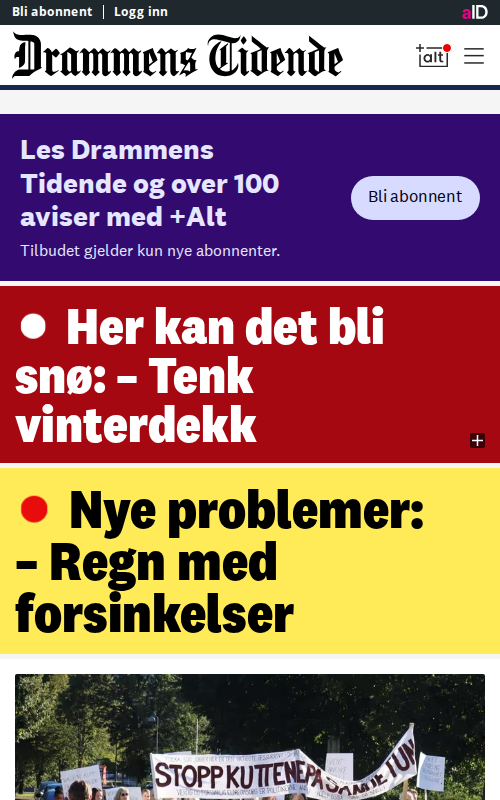 Bli abonnent
Logg inn
aID
Drammens Tidende
+alt
Les Drammens
Tidende og over 100
aviser med +Alt
Bli abonnent
Tilbudet gjelder kun nye abonnenter.
Her kan det bli
snø: – Tenk
vinterdekk
Nye problemer:
– Regn med
forsinkelser
STOPP KUTTENE PÅ SAMFETUN